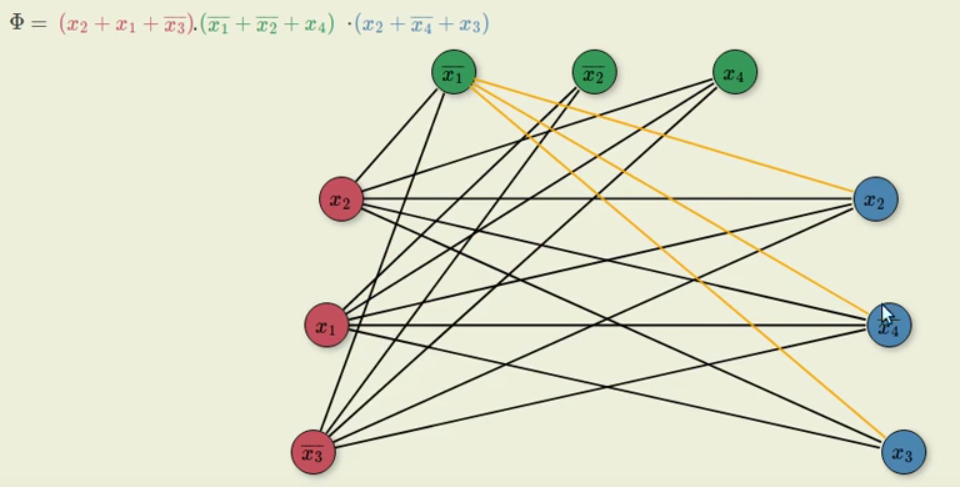 Φ = (x₂ + x₁ + x̅₃).(x̅₁ + x̅₂ + x₄) ·(x₂ + x̅₄ + x₃)
x̅₁ x̅₂ x₄
x₂ x₂
x₁ x̅₄
x̅₃ x₃